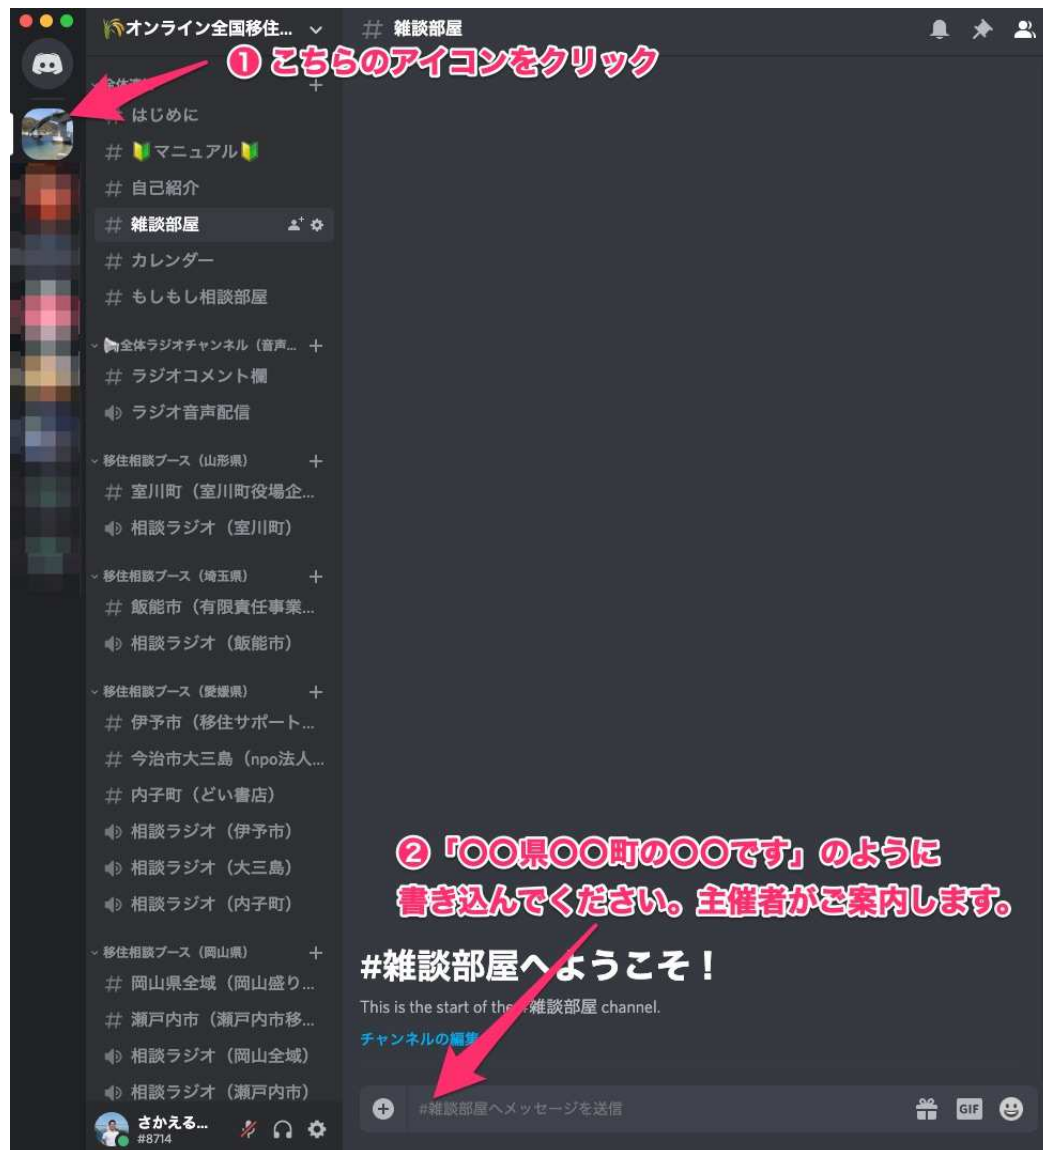 オンライン全国移住...
# 雑談部屋
❶ こちらのアイコンをクリック
# はじめに
# 🔰マニュアル🔰
# 自己紹介
# 雑談部屋
# カレンダー
# もしもし相談部屋
全体ラジオチャンネル（音声...
# ラジオコメント欄
ラジオ音声配信
移住相談ブース（山形県）
# 室川町（室川町役場企...
相談ラジオ（室川町）
移住相談ブース（埼玉県）
# 飯能市（有限責任事業...
相談ラジオ（飯能市）
移住相談ブース（愛媛県）
# 伊予市（移住サポート...
# 今治市大三島（npo法人...
# 内子町（どい書店）
相談ラジオ（伊予市）
相談ラジオ（大三島）
相談ラジオ（内子町）
移住相談ブース（岡山県）
# 岡山県全域（岡山盛り...
# 瀬戸内市（瀬戸内市移...
相談ラジオ（岡山全域）
相談ラジオ（瀬戸内市）
さかえる...
#8714
❷「〇〇県〇〇町の〇〇です」のように
書き込んでください。主催者がご案内します。
#雑談部屋へようこそ！
This is the start of the #雑談部屋 channel.
チャンネルの編集
#雑談部屋へメッセージを送信
GIF